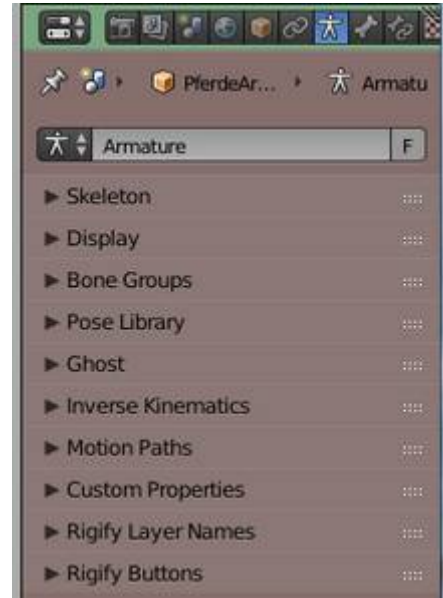 PferdeAr... Armatu
Armature F
Skeleton
Display
Bone Groups
Pose Library
Ghost
Inverse Kinematics
Motion Paths
Custom Properties
Rigify Layer Names
Rigify Buttons